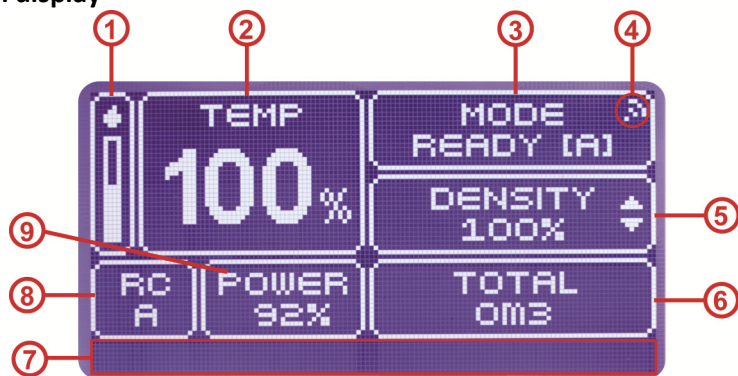 display
1 2 3 4
TEMP
100%
MODE
READY [A]
DENSITY
100%
5
9
RC
A
POWER
92%
TOTAL
0M3
6
8
7